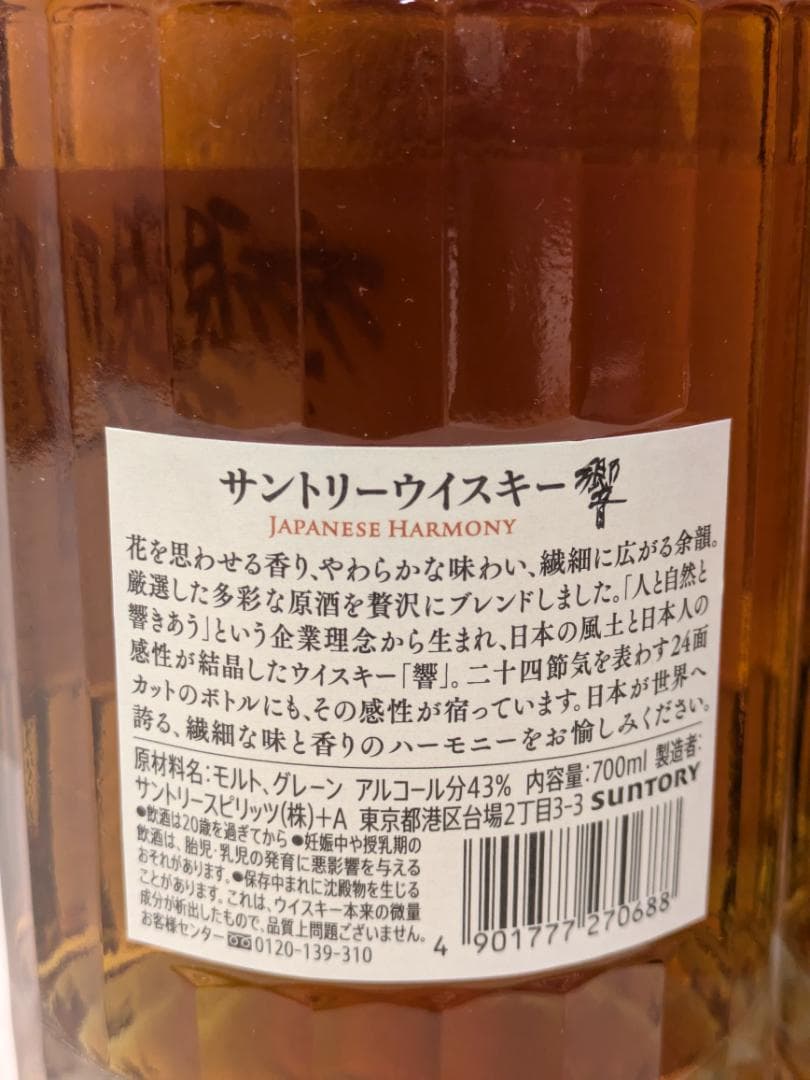 サントリーウイスキー 響
JAPANESE HARMONY
花を思わせる香り、やわらかな味わい、繊細に広がる余韻。
厳選した多彩な原酒を贅沢にブレンドしました。「人と自然と
響きあう」という企業理念から生まれ、日本の風土と日本人の
感性が結晶したウイスキー「響」。二十四節気を表わす24面
カットのボトルにも、その感性が宿っています。日本が世界へ
誇る、繊細な味と香りのハーモニーをお愉しみください。
原材料名:モルト、グレーン アルコール分43% 内容量:700ml 製造者:
サントリースピリッツ(株)+A 東京都港区台場2丁目3-3 SUNTORY
●飲酒は20歳を過ぎてから ●妊娠中や授乳期の
飲酒は、胎児・乳児の発育に悪影響を与える
おそれがあります。●保存中まれに沈殿物を生じる
ことがあります。これは、ウイスキー本来の微量
成分が析出したもので、品質上問題ございません。
お客様センター 0120-139-310
4 901777 270688